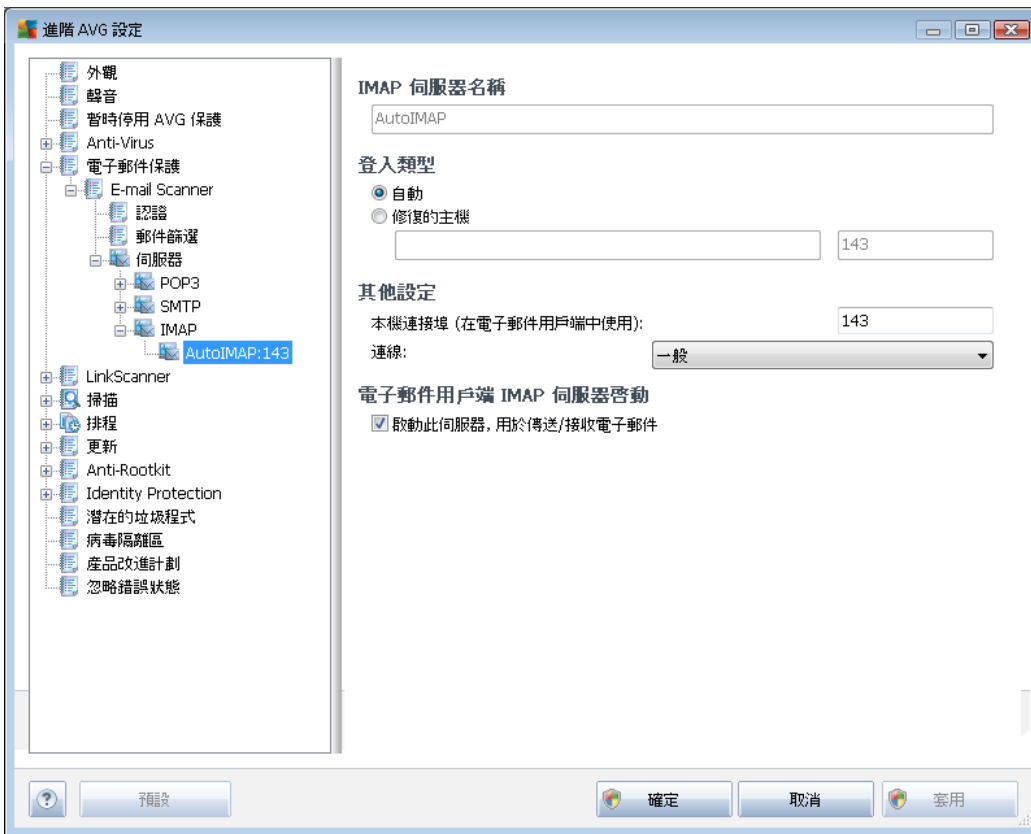 進階 AVG 設定
外觀
聲音
暫時停用 AVG 保護
Anti-Virus
電子郵件保護
E-mail Scanner
認證
郵件篩選
伺服器
POP3
SMTP
IMAP
AutoIMAP:143
LinkScanner
掃描
排程
更新
Anti-Rootkit
Identity Protection
潛在的垃圾程式
病毒隔離區
產品改進計劃
忽略錯誤狀態
IMAP 伺服器名稱
AutoIMAP
登入類型
自動
修復的主機
143
其他設定
本機連接埠 (在電子郵件用戶端中使用):
143
連線:
一般
電子郵件用戶端 IMAP 伺服器啓動
啟動此伺服器, 用於傳送/接收電子郵件
?
預設
確定
取消
套用